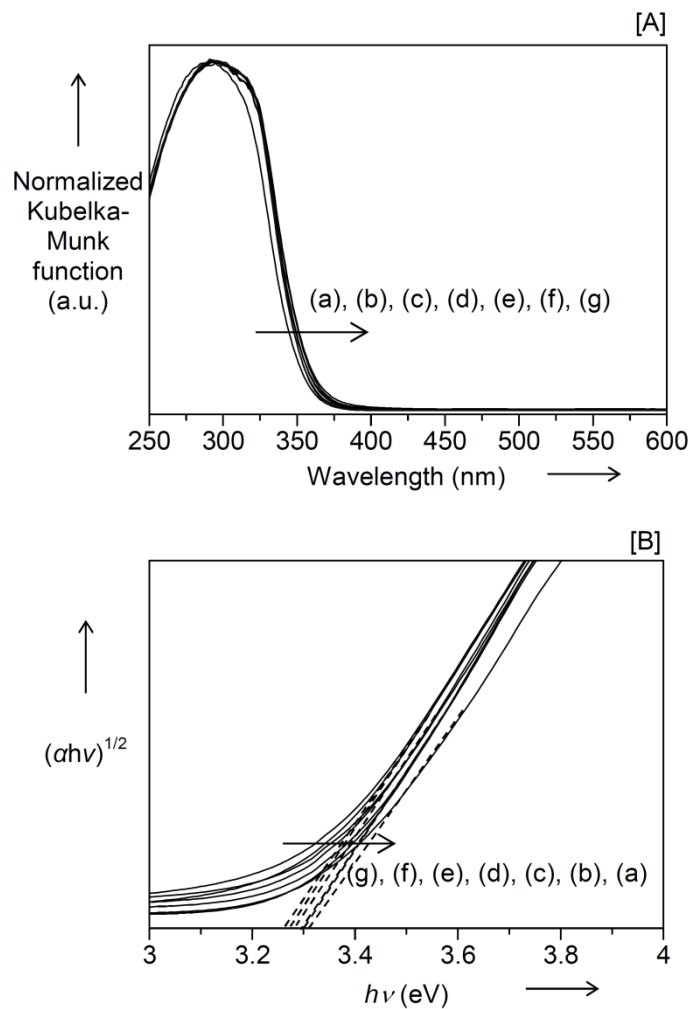 [A]
Normalized
Kubelka-
Munk
function
(a.u.)
(a), (b), (c), (d), (e), (f), (g)
250 300 350 400 450 500 550 600
Wavelength (nm)
[B]
(αhν)1/2
(g), (f), (e), (d), (c), (b), (a)
3 3.2 3.4 3.6 3.8 4
hν (eV)